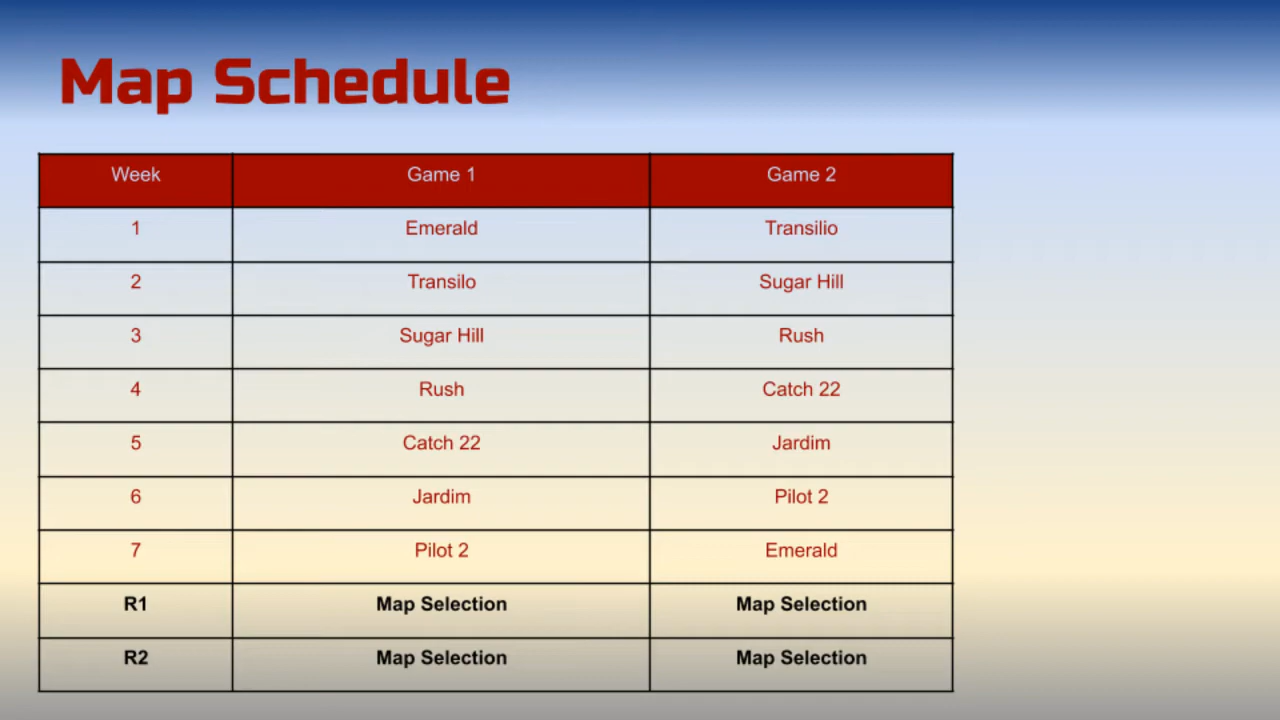 Map Schedule
Week Game 1 Game 2
1 Emerald Transilio
2 Transilo Sugar Hill
3 Sugar Hill Rush
4 Rush Catch 22
5 Catch 22 Jardim
6 Jardim Pilot 2
7 Pilot 2 Emerald
R1 Map Selection Map Selection
R2 Map Selection Map Selection